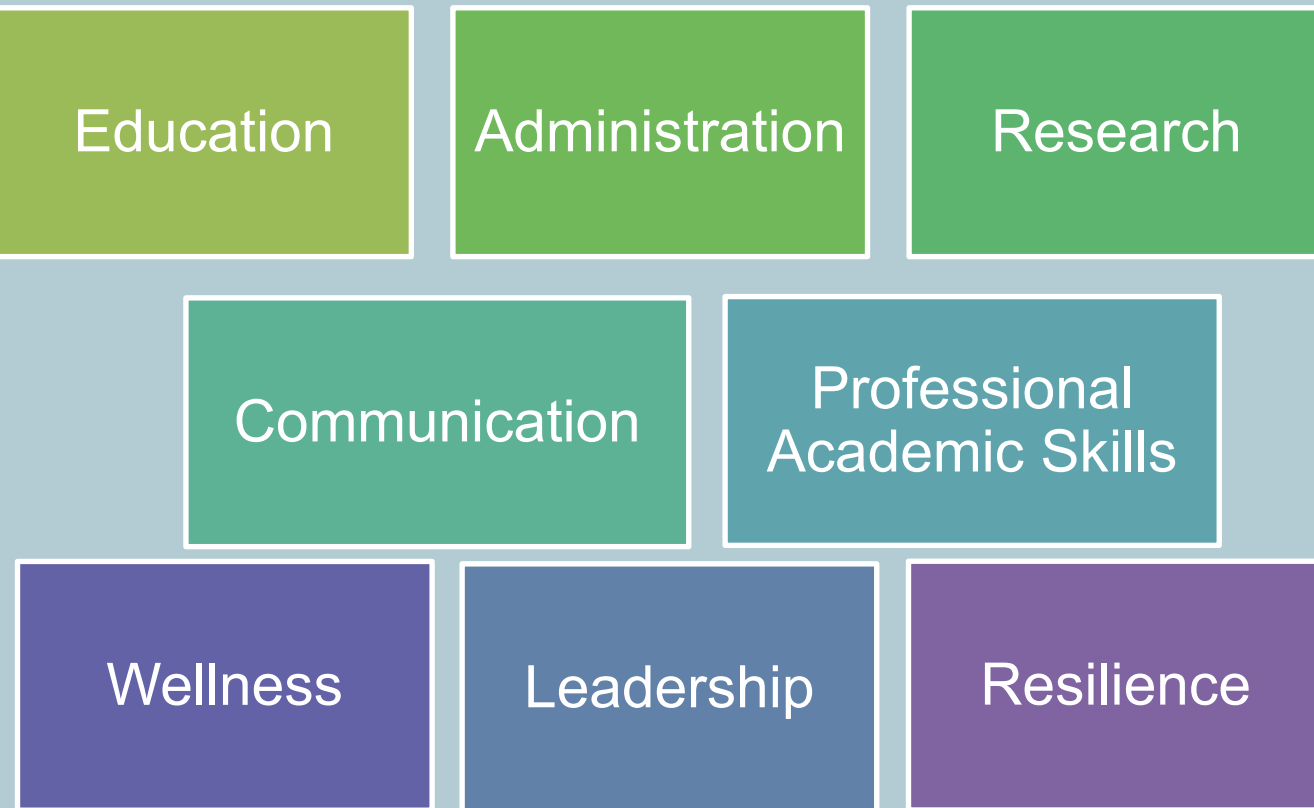 Education
Administration
Research
Communication
Professional
Academic Skills
Wellness
Leadership
Resilience